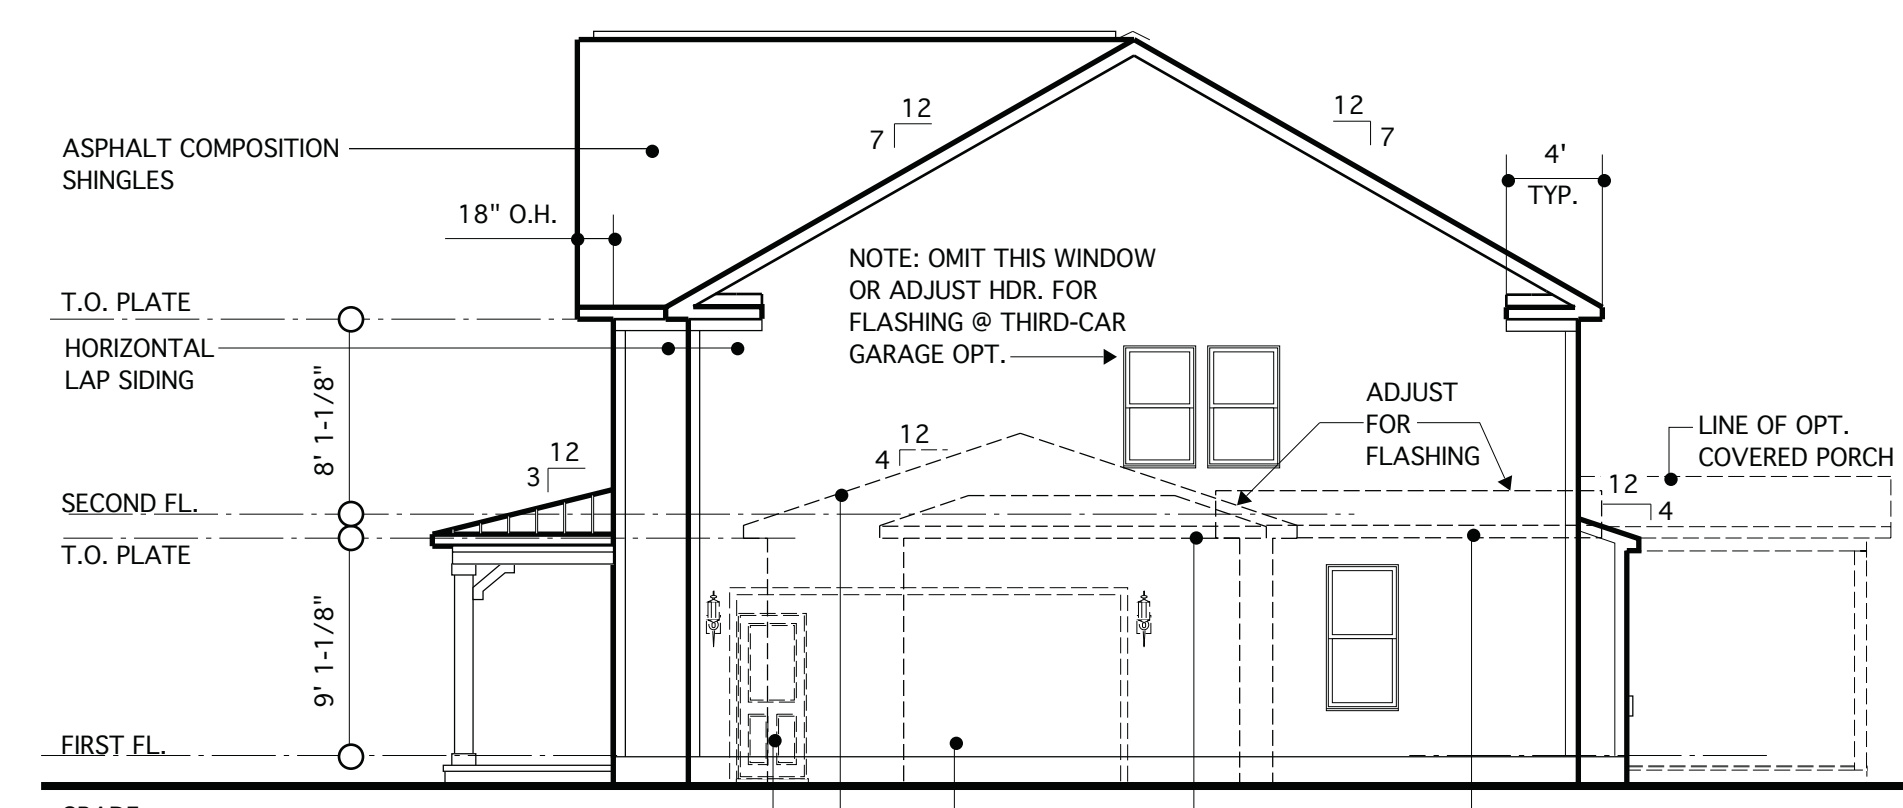 12
7
12
7
ASPHALT COMPOSITION
SHINGLES
4'
TYP.
18" O.H.
NOTE: OMIT THIS WINDOW
OR ADJUST HDR. FOR
FLASHING @ THIRD-CAR
GARAGE OPT.
T.O. PLATE
HORIZONTAL
LAP SIDING
8' 1-1/8"
ADJUST
FOR
FLASHING
LINE OF OPT.
COVERED PORCH
12
4
12
3
12
4
SECOND FL.
T.O. PLATE
9' 1-1/8"
FIRST FL.